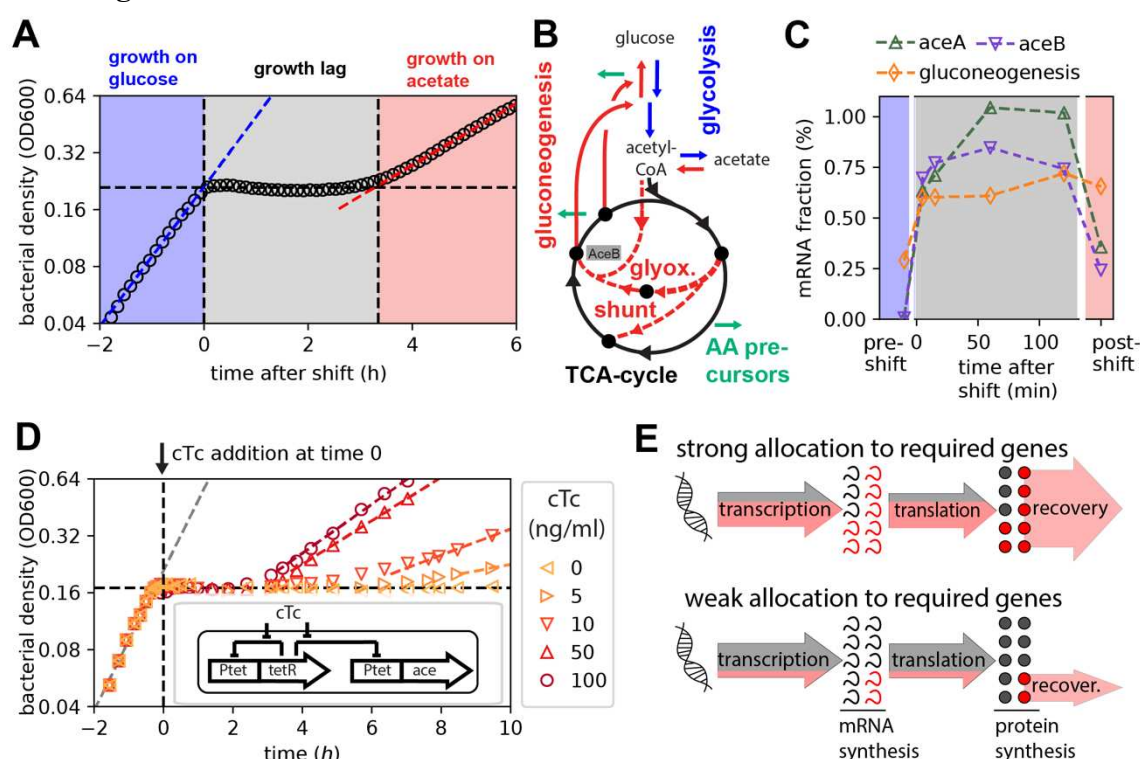 A
growth on
glucose
growth lag
growth on
acetate
bacterial density (OD600)
0.64
0.32
0.16
0.08
0.04
−2
0
2
4
6
time after shift (h)
B
glucose
gluconeogenesis
glycolysis
acetyl-
CoA
acetate
AceB
glyox.
shunt
AA pre-
cursors
TCA-cycle
C
aceA
aceB
gluconeogenesis
mRNA fraction (%)
1.00
0.75
0.50
0.25
0.00
pre-
shift
0
50
100
time after
shift (min)
post-
shift
D
cTc addition at time 0
bacterial density (OD600)
0.64
0.32
0.16
0.08
0.04
−2
0
2
4
6
8
10
time (h)
cTc
Ptet
tetR
Ptet
ace
cTc
(ng/ml)
0
5
10
50
100
E
strong allocation to required genes
transcription
translation
recovery
weak allocation to required genes
transcription
translation
recover.
mRNA
synthesis
protein
synthesis